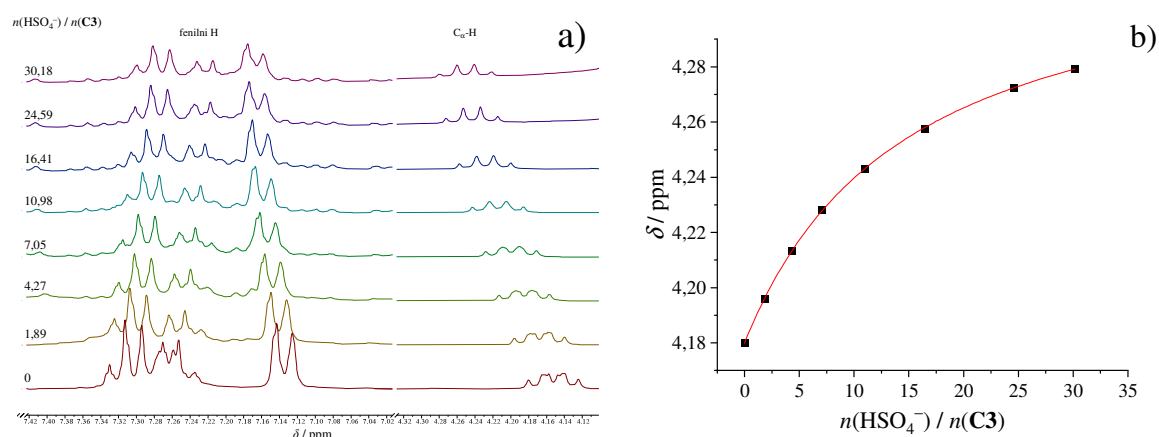 n(HSO₄⁻) / n(C3)
fenilni H
Cα-H
a)
30,18
24,59
16,41
10,98
7,05
4,27
1,89
0
7.42 7.40 7.38 7.36 7.34 7.32 7.30 7.28 7.26 7.24 7.22 7.20 7.18 7.16 7.14 7.12 7.10 7.08 7.06 7.04 7.02 4.30 4.28 4.26 4.24 4.22 4.20 4.18 4.16 4.14 4.12
δ / ppm
b)
4,28
4,26
4,24
4,22
4,20
4,18
δ / ppm
0 5 10 15 20 25 30 35
n(HSO₄⁻) / n(C3)